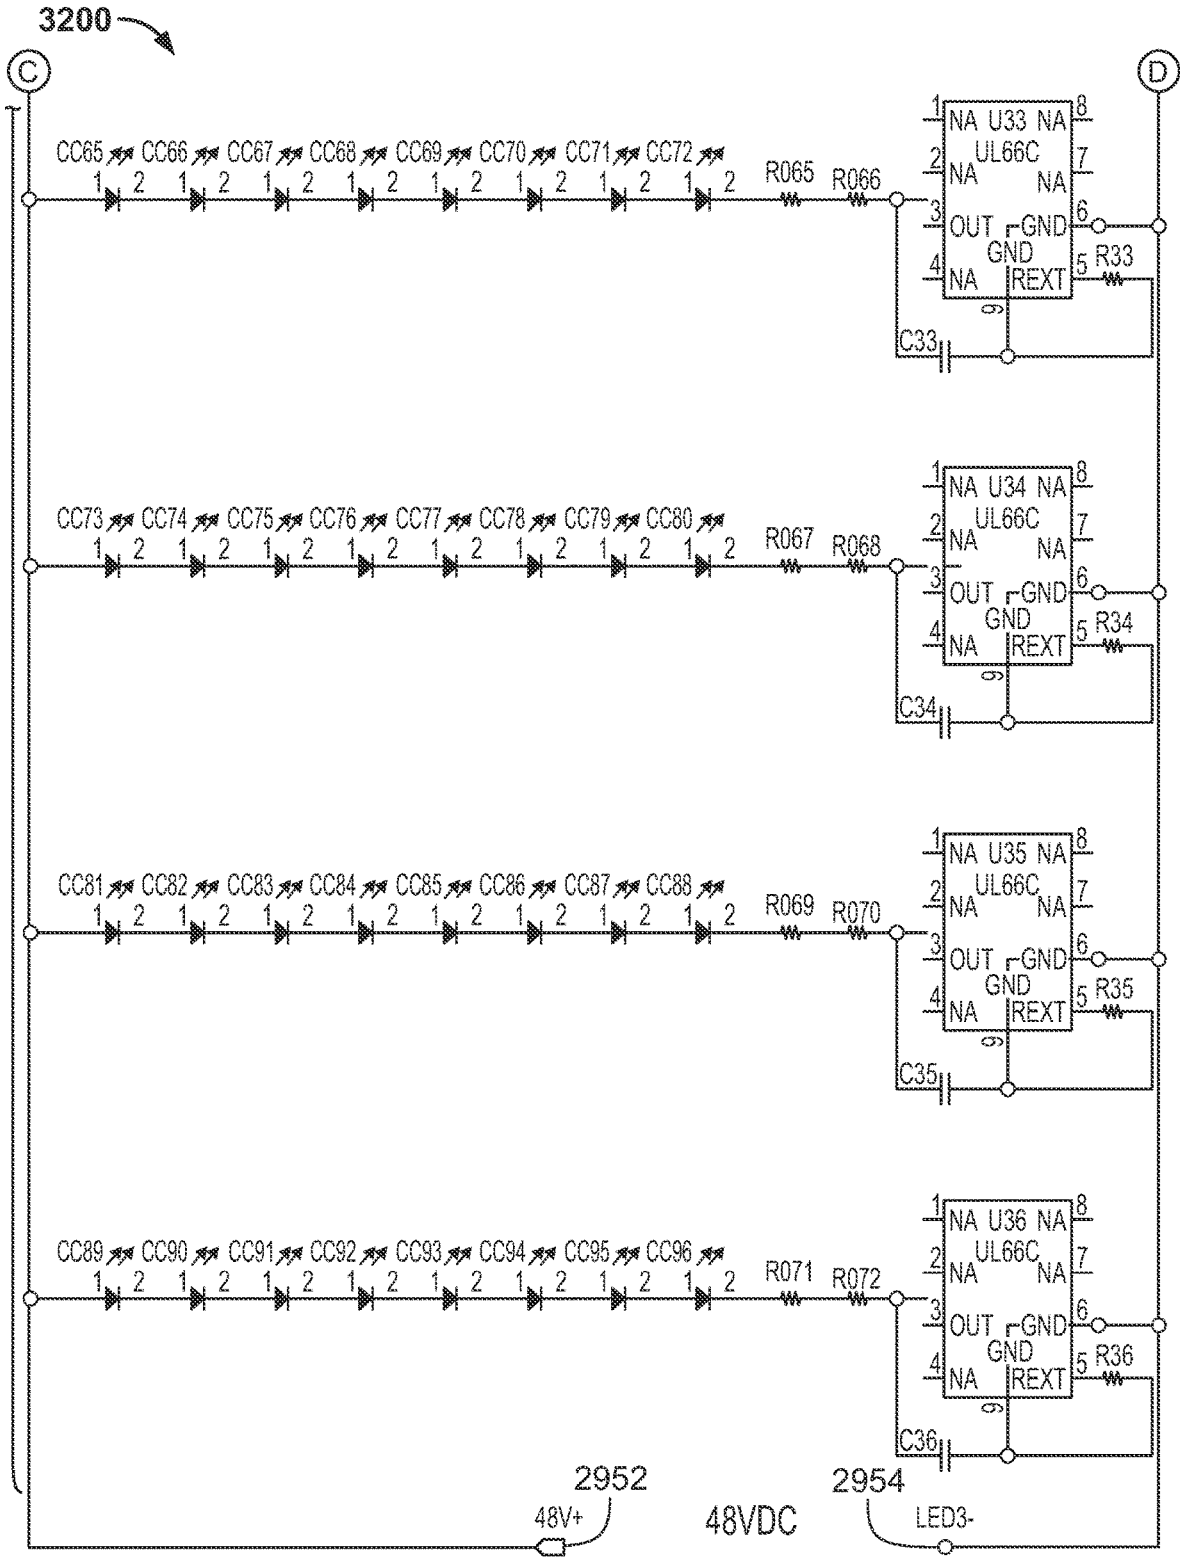 3200
C D
CC65 CC66 CC67 CC68 CC69 CC70 CC71 CC72
1 2 1 2 1 2 1 2 1 2 1 2 1 2 1 2
R065 R066
1 NA U33 NA 8
UL66C
2 NA NA 7
3 OUT GND 6
GND
4 NA REXT 5 R33
9
C33
CC73 CC74 CC75 CC76 CC77 CC78 CC79 CC80
1 2 1 2 1 2 1 2 1 2 1 2 1 2 1 2
R067 R068
1 NA U34 NA 8
UL66C
2 NA NA 7
3 OUT GND 6
GND
4 NA REXT 5 R34
9
C34
CC81 CC82 CC83 CC84 CC85 CC86 CC87 CC88
1 2 1 2 1 2 1 2 1 2 1 2 1 2 1 2
R069 R070
1 NA U35 NA 8
UL66C
2 NA NA 7
3 OUT GND 6
GND
4 NA REXT 5 R35
9
C35
CC89 CC90 CC91 CC92 CC93 CC94 CC95 CC96
1 2 1 2 1 2 1 2 1 2 1 2 1 2 1 2
R071 R072
1 NA U36 NA 8
UL66C
2 NA NA 7
3 OUT GND 6
GND
4 NA REXT 5 R36
9
C36
2952 2954
48V+ 48VDC LED3-